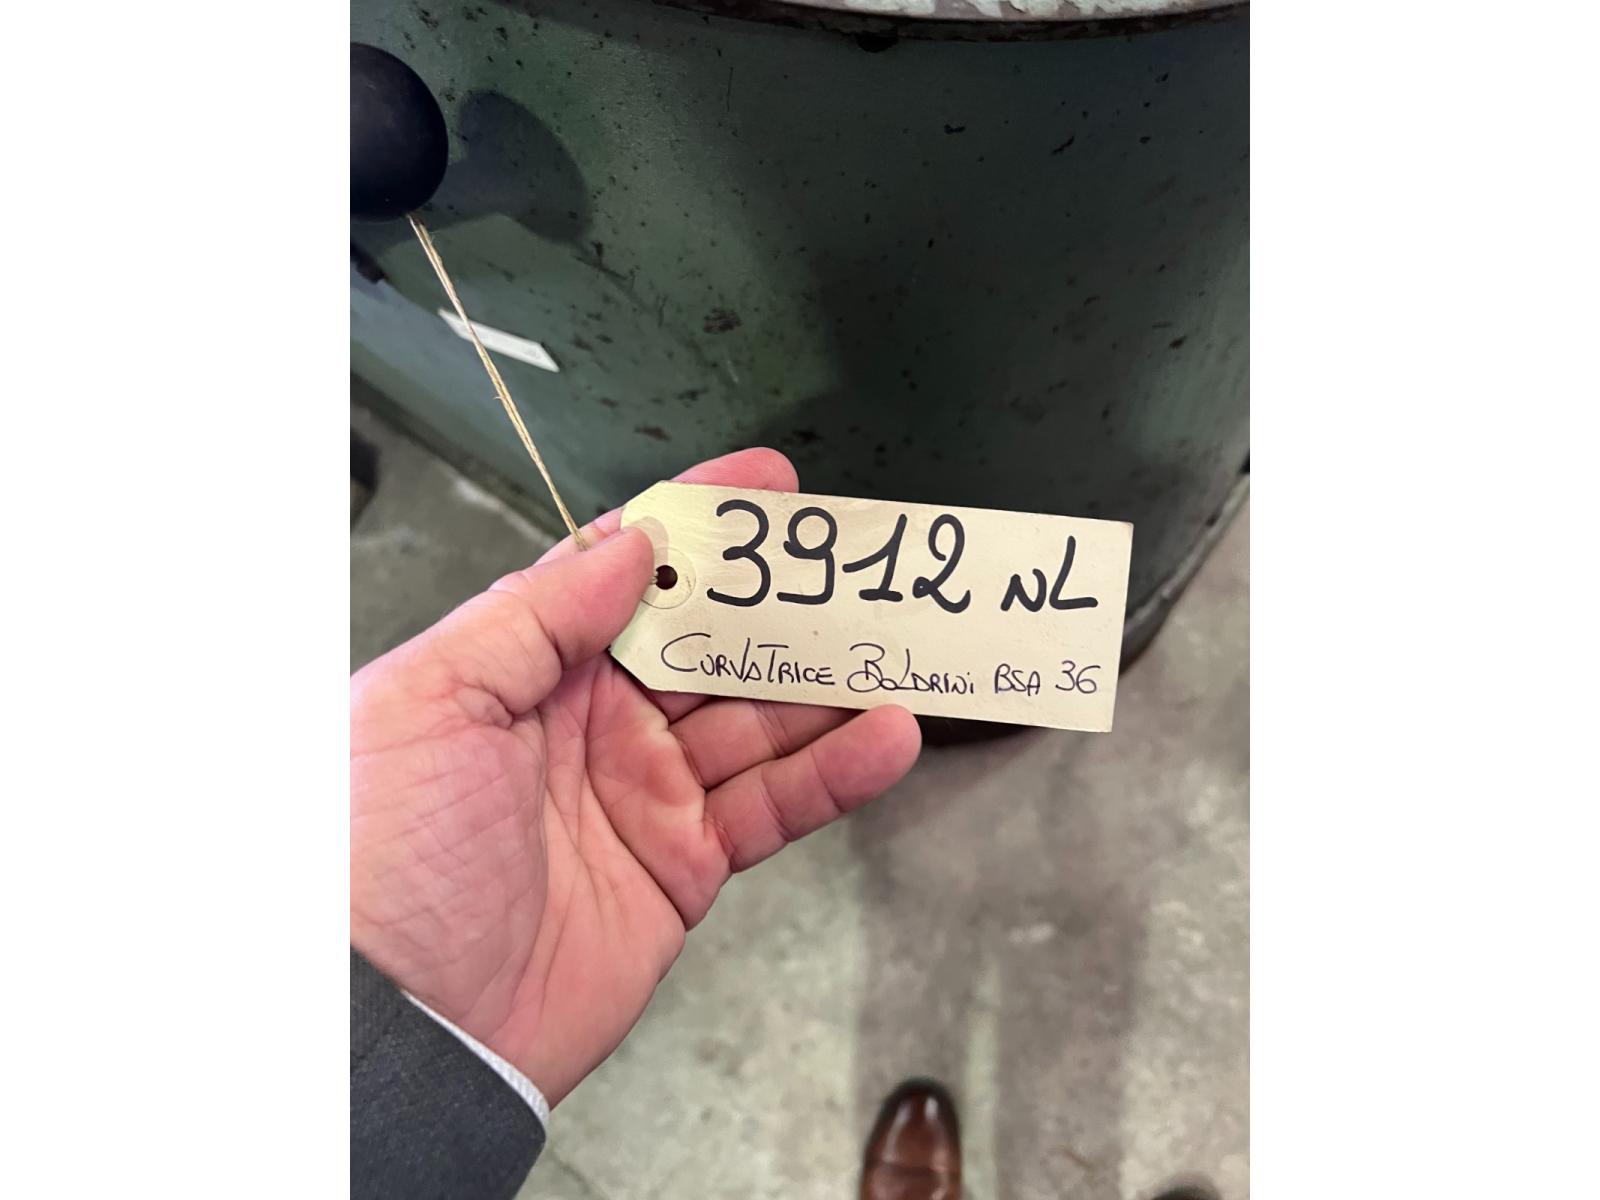 3912 NL
CURVATRICE BOLDRINI BSA 36